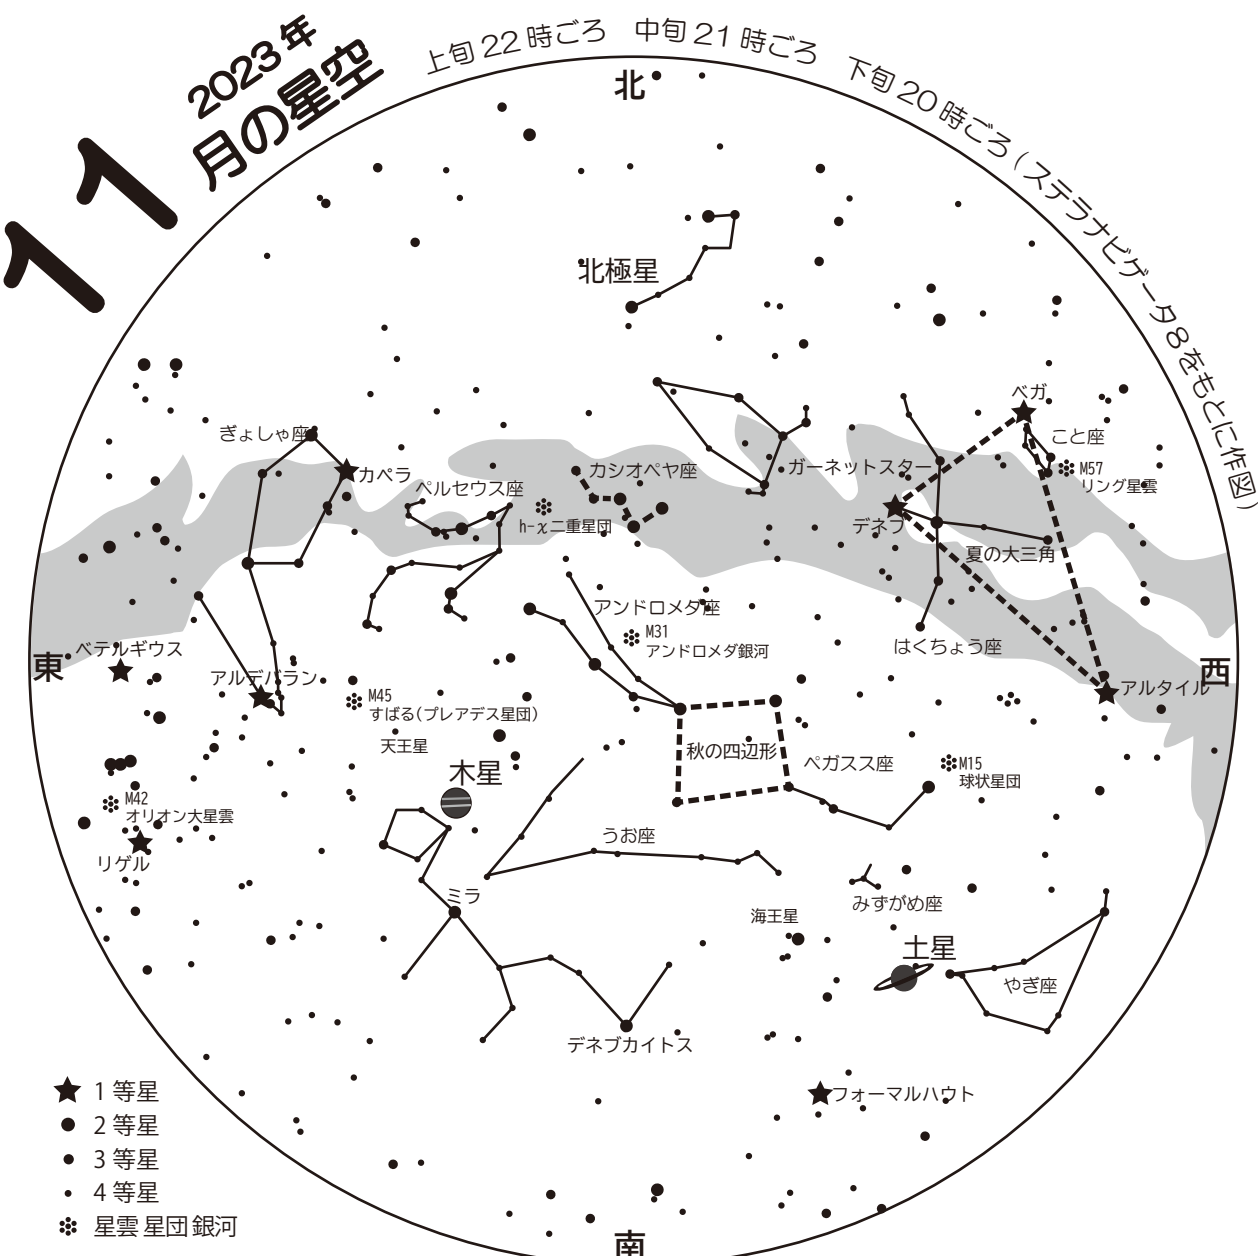 2023年
11月の星空
上旬22時ごろ 中旬21時ごろ 下旬20時ごろ(ステラナビゲータ8をもとに作図)
北
北極星
ベガ
ぎょしゃ座
こと座
カペラ
カシオペヤ座
ガーネットスター
M57
リング星雲
ペルセウス座
h-χ二重星団
デネブ
夏の大三角
アンドロメダ座
M31
アンドロメダ銀河
はくちょう座
東
ベテルギウス
西
アルデバラン
アルタイル
M45
すばる(プレアデス星団)
天王星
秋の四辺形
ペガスス座
M15
球状星団
木星
M42
オリオン大星雲
うお座
リゲル
ミラ
みずがめ座
海王星
土星
やぎ座
デネブカイトス
フォーマルハウト
1等星
2等星
3等星
4等星
星雲 星団 銀河
南